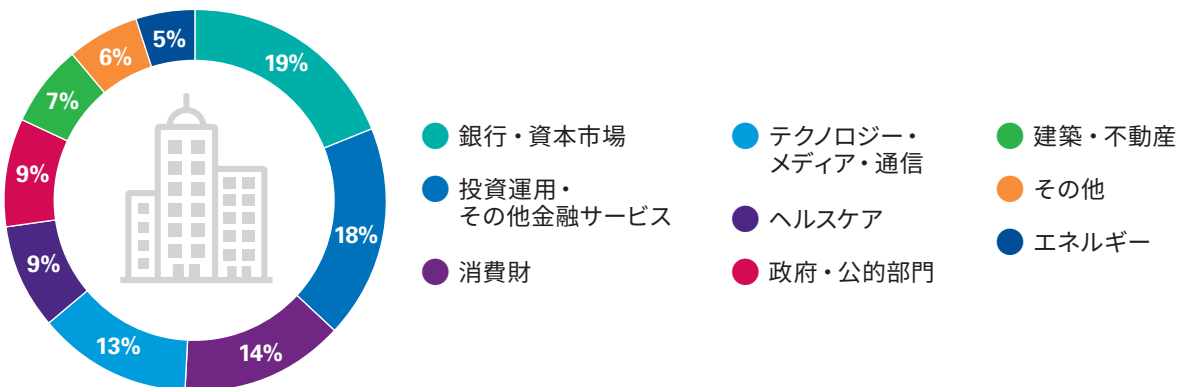 5%
6%
19%
7%
9%
18%
9%
13%
14%
銀行・資本市場
投資運用・
その他金融サービス
消費財
テクノロジー・
メディア・通信
ヘルスケア
政府・公的部門
建築・不動産
その他
エネルギー